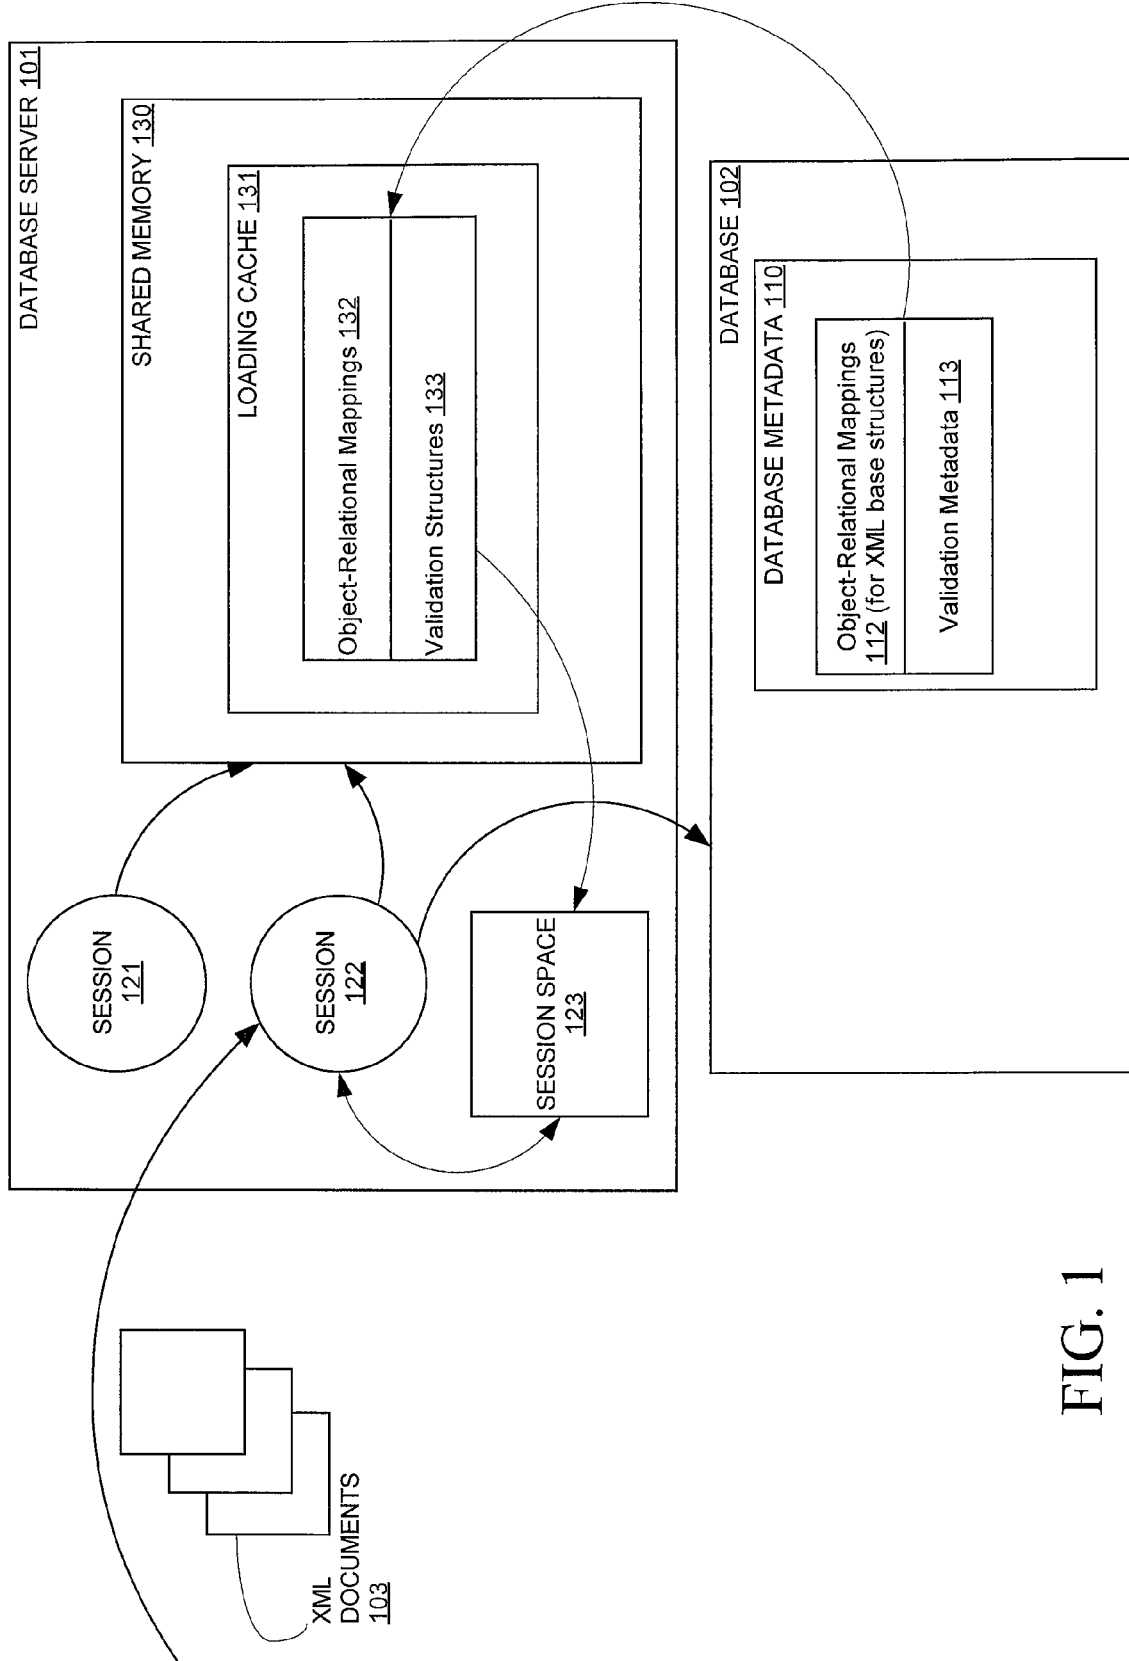 DATABASE SERVER 101
SHARED MEMORY 130
LOADING CACHE 131
Object-Relational Mappings 132
Validation Structures 133
SESSION
121
SESSION
122
SESSION SPACE
123
XML
DOCUMENTS
103
DATABASE 102
DATABASE METADATA 110
Object-Relational Mappings
112 (for XML base structures)
Validation Metadata 113
FIG. 1